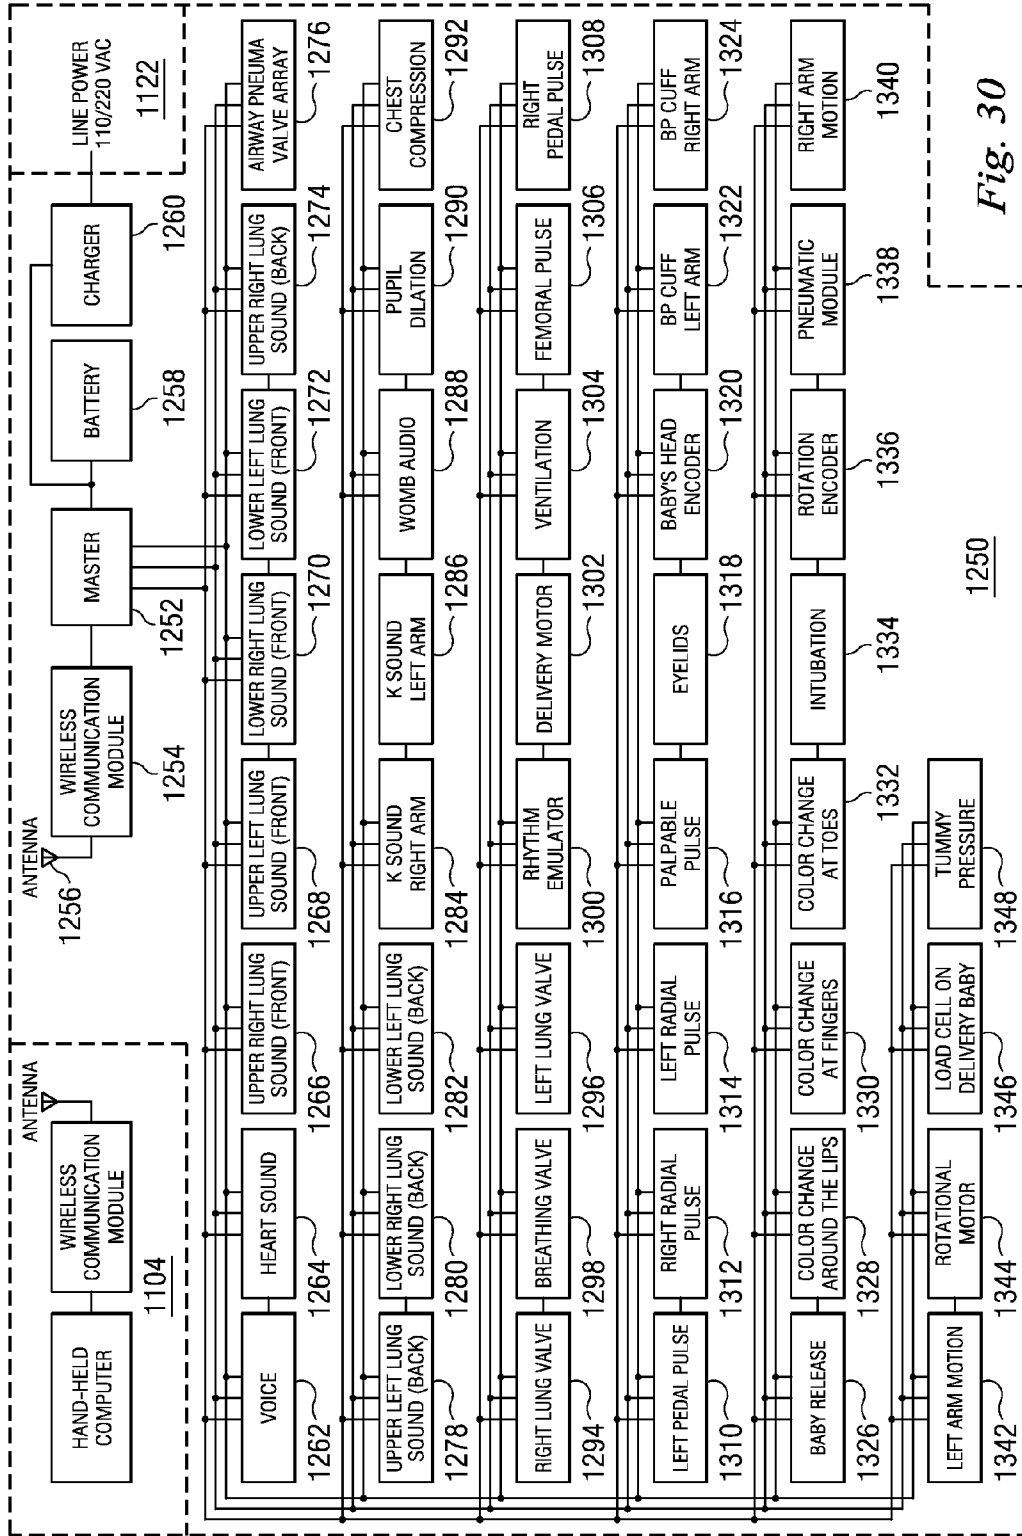 HAND-HELD
COMPUTER
WIRELESS
COMMUNICATION
MODULE
ANTENNA
1104
ANTENNA
1256
WIRELESS
COMMUNICATION
MODULE
1254
MASTER
1252
BATTERY
1258
CHARGER
1260
LINE POWER
110/220 VAC
1122
VOICE
1262
HEART SOUND
1264
UPPER RIGHT LUNG
SOUND (FRONT)
1266
UPPER LEFT LUNG
SOUND (FRONT)
1268
LOWER RIGHT LUNG
SOUND (FRONT)
1270
LOWER LEFT LUNG
SOUND (FRONT)
1272
UPPER RIGHT LUNG
SOUND (BACK)
1274
AIRWAY PNEUMA
VALVE ARRAY
1276
UPPER LEFT LUNG
SOUND (BACK)
1278
LOWER RIGHT LUNG
SOUND (BACK)
1280
LOWER LEFT LUNG
SOUND (BACK)
1282
K SOUND
RIGHT ARM
1284
K SOUND
LEFT ARM
1286
WOMB AUDIO
1288
PUPIL
DILATION
1290
CHEST
COMPRESSION
1292
RIGHT LUNG VALVE
1294
BREATHING VALVE
1298
LEFT LUNG VALVE
1296
RHYTHM
EMULATOR
1300
DELIVERY MOTOR
1302
VENTILATION
1304
FEMORAL PULSE
1306
RIGHT
PEDAL PULSE
1308
LEFT PEDAL PULSE
1310
RIGHT RADIAL
PULSE
1312
LEFT RADIAL
PULSE
1314
PALPABLE
PULSE
1316
EYELIDS
1318
BABY'S HEAD
ENCODER
1320
BP CUFF
LEFT ARM
1322
BP CUFF
RIGHT ARM
1324
BABY RELEASE
1326
COLOR CHANGE
AROUND THE LIPS
1328
COLOR CHANGE
AT FINGERS
1330
COLOR CHANGE
AT TOES
1332
INTUBATION
1334
ROTATION
ENCODER
1336
PNEUMATIC
MODULE
1338
RIGHT ARM
MOTION
1340
LEFT ARM MOTION
1342
ROTATIONAL
MOTOR
1344
LOAD CELL ON
DELIVERY BABY
1346
TUMMY
PRESSURE
1348
1250
Fig. 30